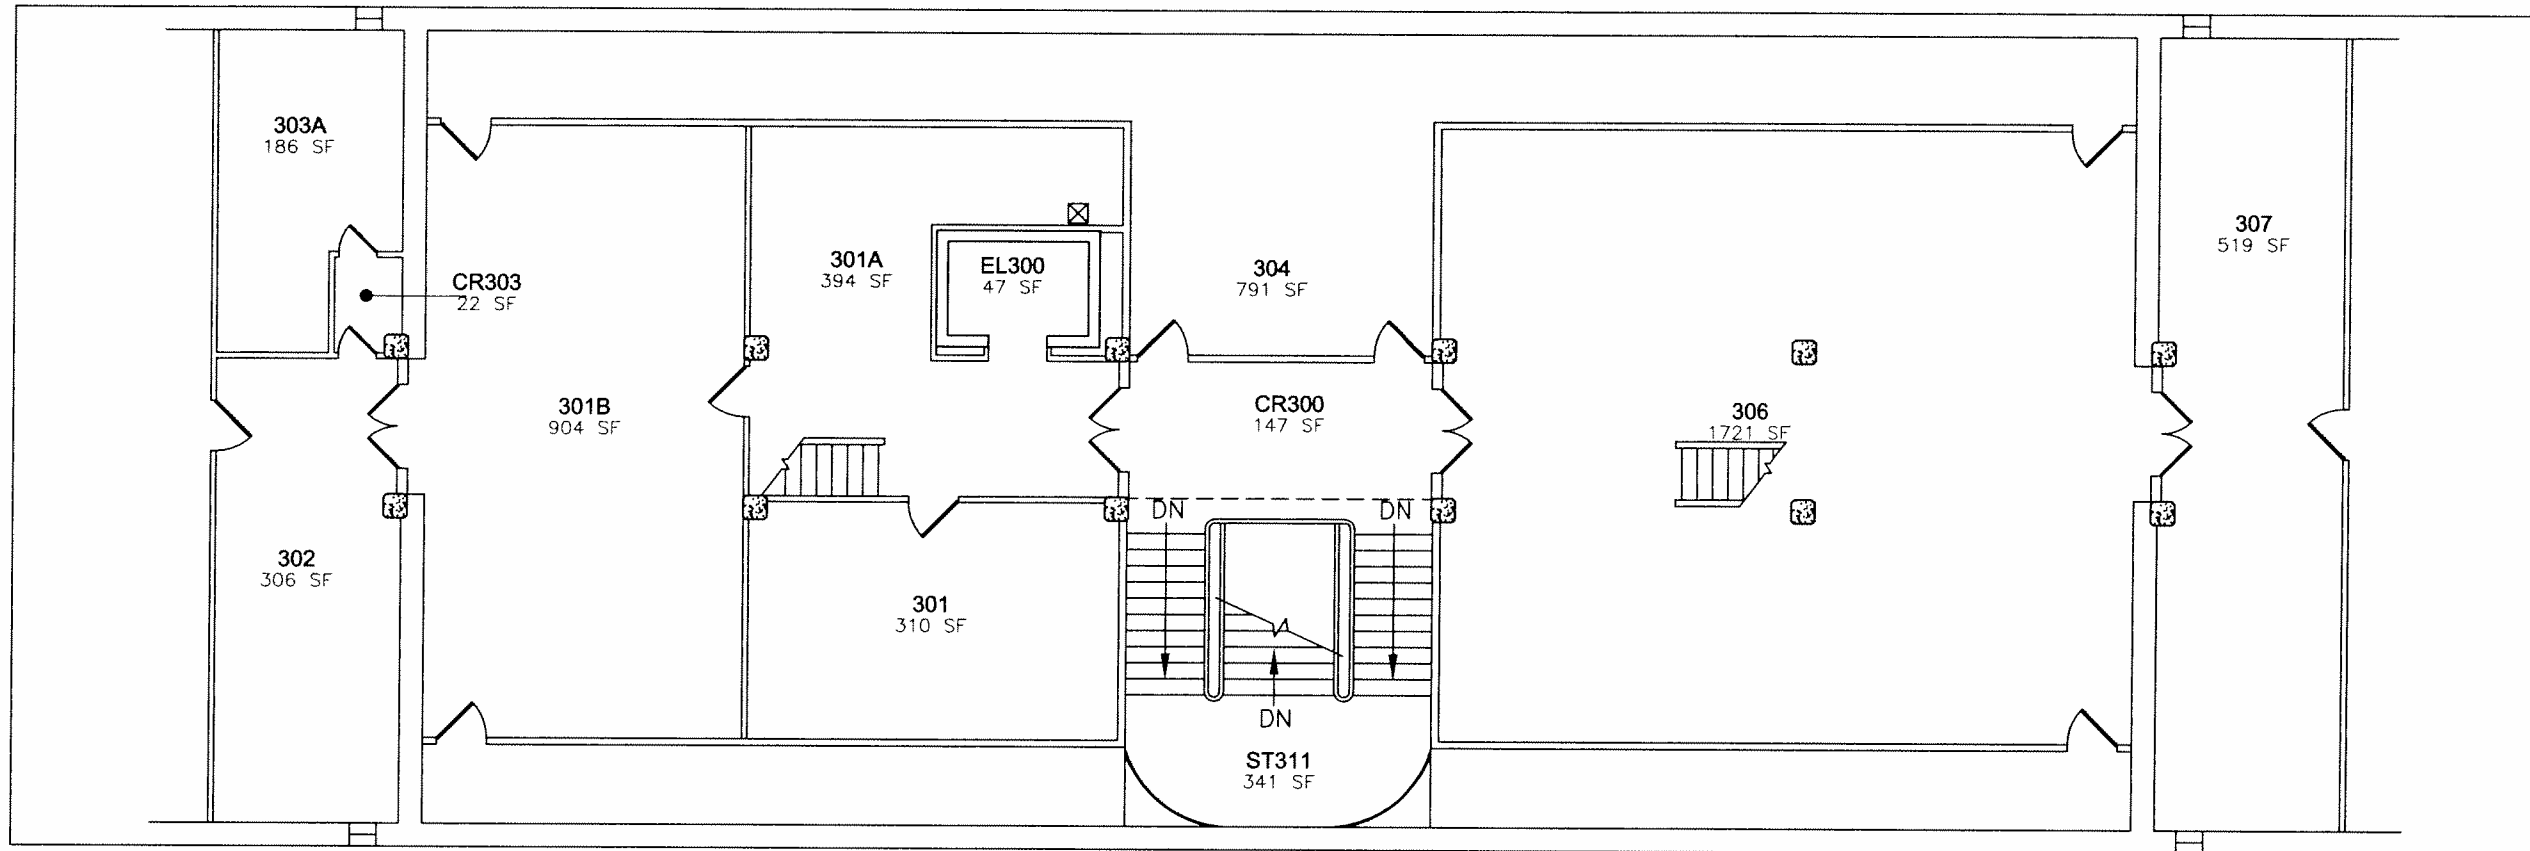 303A
186 SF
CR303
22 SF
302
306 SF
301B
904 SF
301A
394 SF
EL300
47 SF
301
310 SF
304
791 SF
CR300
147 SF
DN
DN
DN
ST311
341 SF
306
1721 SF
307
519 SF